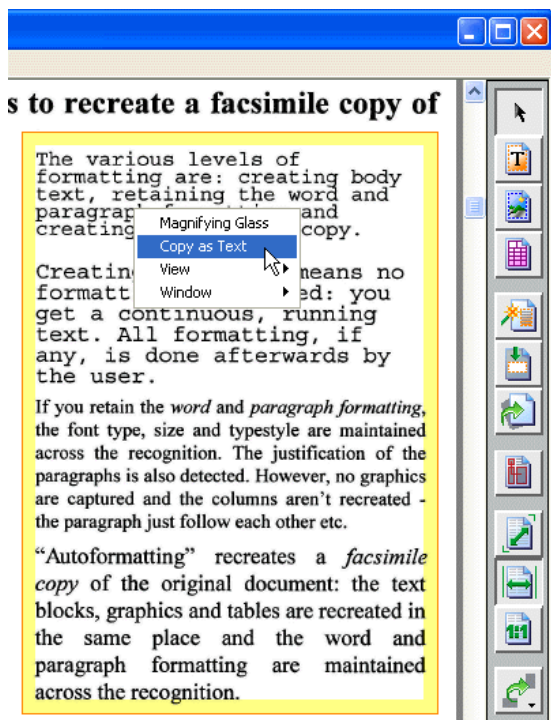 s to recreate a facsimile copy of
The various levels of
formatting are: creating body
text, retaining the word and
paragraph and
creating copy.
Magnifying Glass
Copy as Text
View
Window
Creatin means no
formatt ed: you
get a continuous, running
text. All formatting, if
any, is done afterwards by
the user.
If you retain the word and paragraph formatting,
the font type, size and typestyle are maintained
across the recognition. The justification of the
paragraphs is also detected. However, no graphics
are captured and the columns aren't recreated -
the paragraph just follow each other etc.
“Autoformatting” recreates a facsimile
copy of the original document: the text
blocks, graphics and tables are recreated in
the same place and the word and
paragraph formatting are maintained
across the recognition.
T
1:1